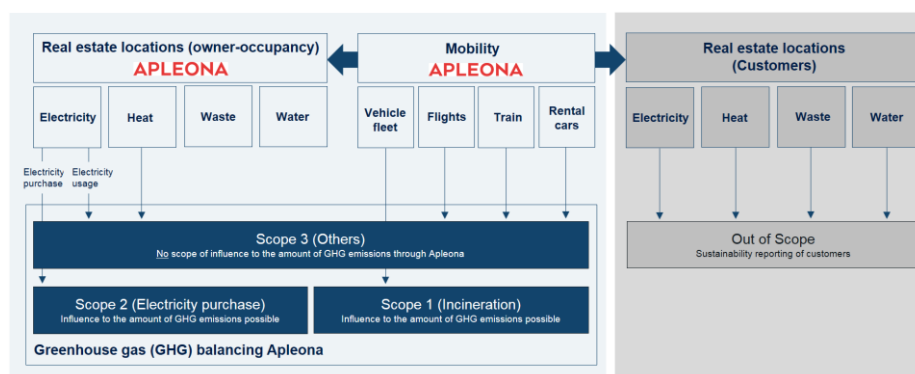 Real estate locations (owner-occupancy)
APLEONA
Mobility
APLEONA
Real estate locations
(Customers)
Electricity
Heat
Waste
Water
Vehicle
fleet
Flights
Train
Rental
cars
Electricity
Heat
Waste
Water
Electricity
purchase
Electricity
usage
Scope 3 (Others)
No scope of influence to the amount of GHG emissions through Apleona
Out of Scope
Sustainability reporting of customers
Scope 2 (Electricity purchase)
Influence to the amount of GHG emissions possible
Scope 1 (Incineration)
Influence to the amount of GHG emissions possible
Greenhouse gas (GHG) balancing Apleona